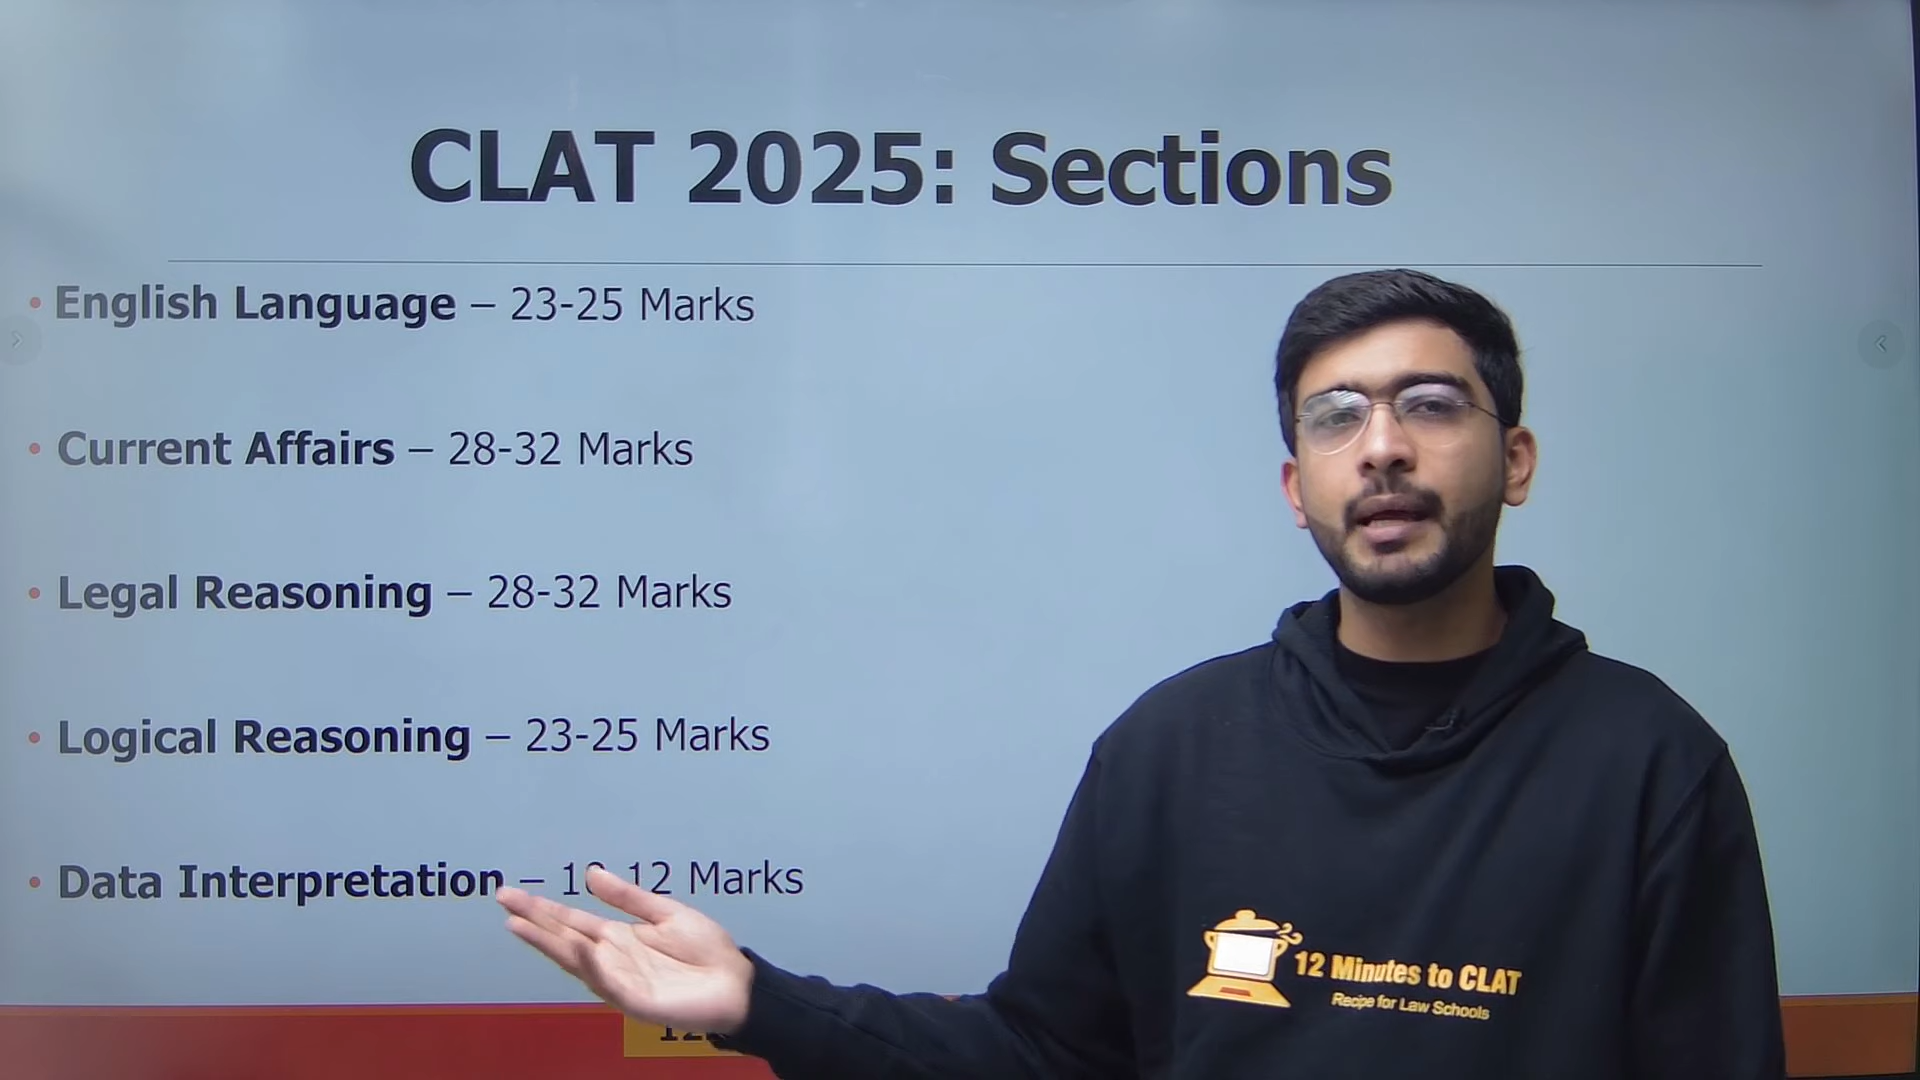 CLAT 2025: Sections
• English Language – 23-25 Marks
• Current Affairs – 28-32 Marks
• Legal Reasoning – 28-32 Marks
• Logical Reasoning – 23-25 Marks
• Data Interpretation – 12 Marks
12 Minutes to CLAT
Recipe for Law Schools